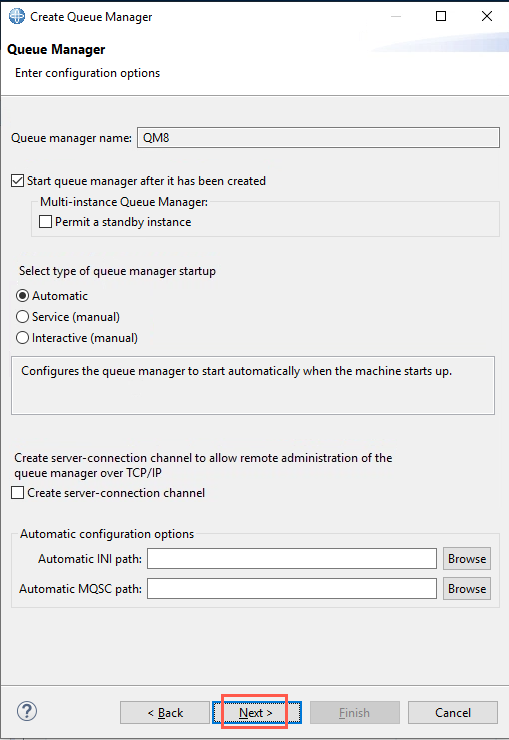 Create Queue Manager
Queue Manager
Enter configuration options
Queue manager name: QM8
Start queue manager after it has been created
Multi-instance Queue Manager:
Permit a standby instance
Select type of queue manager startup
Automatic
Service (manual)
Interactive (manual)
Configures the queue manager to start automatically when the machine starts up.
Create server-connection channel to allow remote administration of the
queue manager over TCP/IP
Create server-connection channel
Automatic configuration options
Automatic INI path: Browse
Automatic MQSC path: Browse
? < Back Next > Finish Cancel